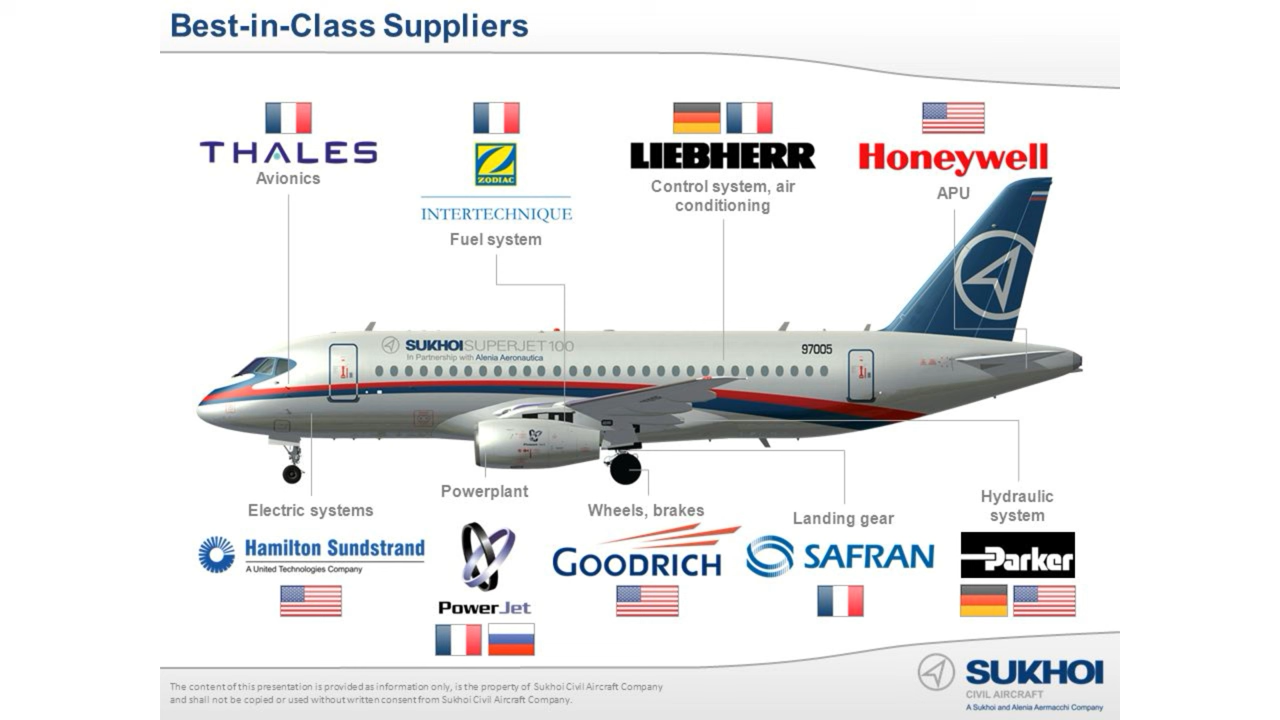 Best-in-Class Suppliers
THALES
Avionics
ZODIAC
INTERTECHNIQUE
Fuel system
LIEBHERR
Control system, air
conditioning
Honeywell
APU
SUKHOI SUPERJET 100
In Partnership with Alenia Aeronautica
97005
Electric systems
Hamilton Sundstrand
A United Technologies Company
Powerplant
PowerJet
Wheels, brakes
GOODRICH
Landing gear
SAFRAN
Hydraulic
system
Parker
The content of this presentation is provided as information only, is the property of Sukhoi Civil Aircraft Company
and shall not be copied or used without written consent from Sukhoi Civil Aircraft Company.
SUKHOI
CIVIL AIRCRAFT
A Sukhoi and Alenia Aermacchi Company